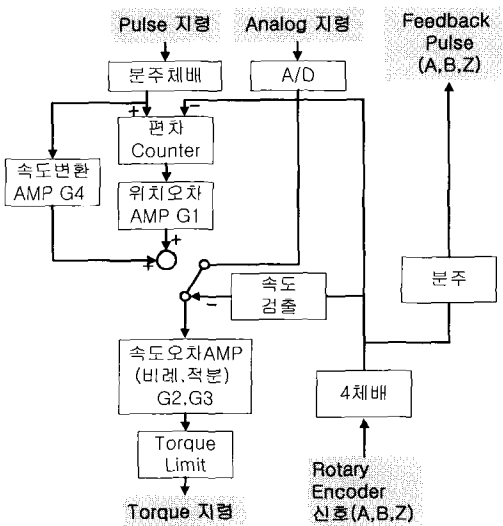 Pulse 지령
Analog 지령
Feedback
Pulse
(A,B,Z)
분주체배
A/D
+
−
편차
Counter
속도변환
AMP G4
위치오차
AMP G1
+
+
속도
검출
−
분주
속도오차AMP
(비례,적분)
G2,G3
4체배
Torque
Limit
Rotary
Encoder
신호(A,B,Z)
Torque 지령